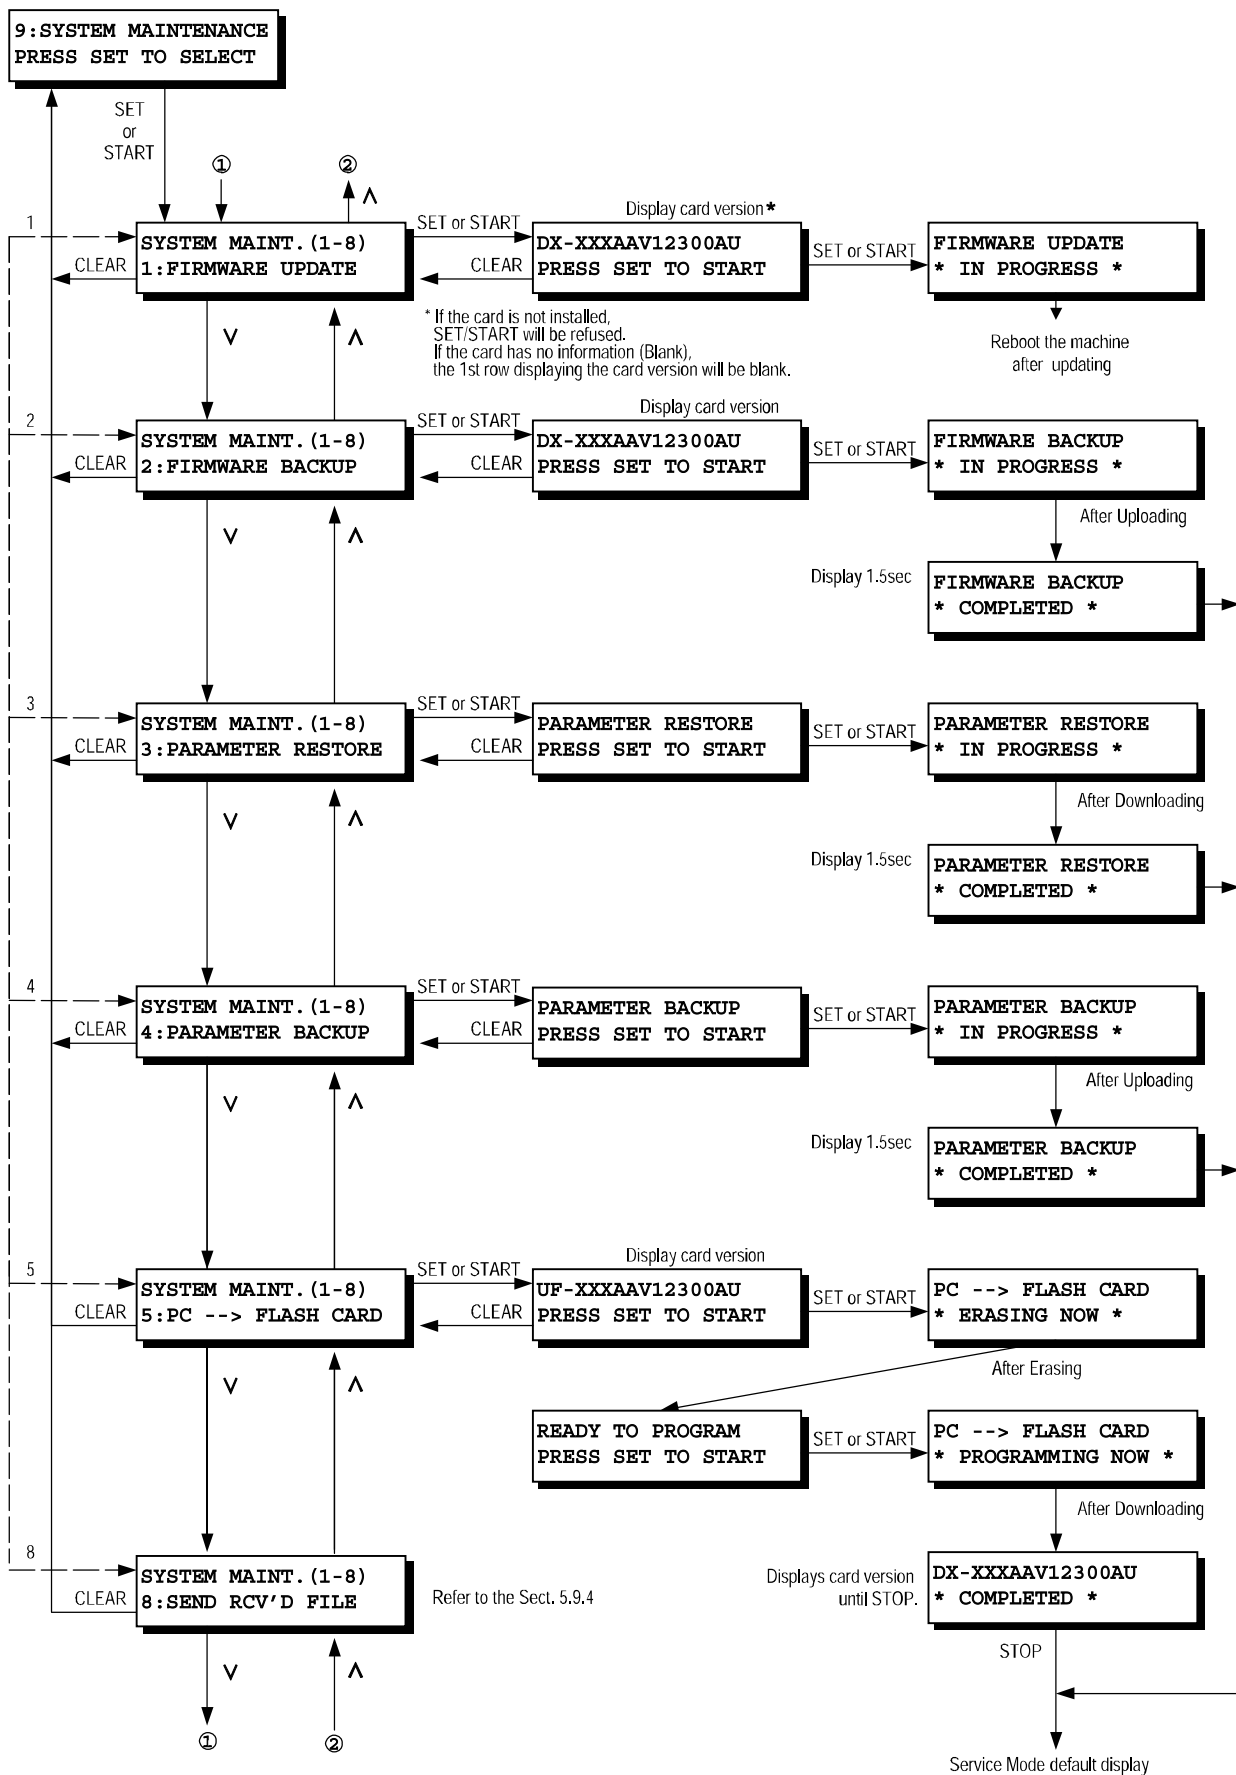 9:SYSTEM MAINTENANCE
PRESS SET TO SELECT
SET
or
START
①
②
∧
1
SYSTEM MAINT.(1-8)
1:FIRMWARE UPDATE
CLEAR
SET or START
CLEAR
Display card version*
DX-XXXAAV12300AU
PRESS SET TO START
SET or START
FIRMWARE UPDATE
* IN PROGRESS *
∨
∧
* If the card is not installed,
SET/START will be refused.
If the card has no information (Blank),
the 1st row displaying the card version will be blank.
Reboot the machine
after updating
2
SYSTEM MAINT.(1-8)
2:FIRMWARE BACKUP
CLEAR
SET or START
CLEAR
Display card version
DX-XXXAAV12300AU
PRESS SET TO START
SET or START
FIRMWARE BACKUP
* IN PROGRESS *
∨
∧
After Uploading
Display 1.5sec
FIRMWARE BACKUP
* COMPLETED *
3
SYSTEM MAINT.(1-8)
3:PARAMETER RESTORE
CLEAR
SET or START
CLEAR
PARAMETER RESTORE
PRESS SET TO START
SET or START
PARAMETER RESTORE
* IN PROGRESS *
∨
∧
After Downloading
Display 1.5sec
PARAMETER RESTORE
* COMPLETED *
4
SYSTEM MAINT.(1-8)
4:PARAMETER BACKUP
CLEAR
SET or START
CLEAR
PARAMETER BACKUP
PRESS SET TO START
SET or START
PARAMETER BACKUP
* IN PROGRESS *
∨
∧
After Uploading
Display 1.5sec
PARAMETER BACKUP
* COMPLETED *
5
SYSTEM MAINT.(1-8)
5:PC --> FLASH CARD
CLEAR
SET or START
CLEAR
Display card version
UF-XXXAAV12300AU
PRESS SET TO START
SET or START
PC --> FLASH CARD
* ERASING NOW *
∨
∧
After Erasing
READY TO PROGRAM
PRESS SET TO START
SET or START
PC --> FLASH CARD
* PROGRAMMING NOW *
After Downloading
8
SYSTEM MAINT.(1-8)
8:SEND RCV'D FILE
CLEAR
Refer to the Sect. 5.9.4
Displays card version
until STOP.
DX-XXXAAV12300AU
* COMPLETED *
STOP
∨
∧
①
②
Service Mode default display